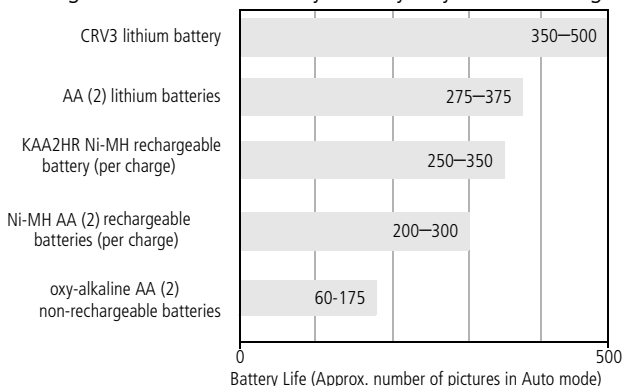 CRV3 lithium battery
350—500
AA (2) lithium batteries
275—375
KAA2HR Ni-MH rechargeable
battery (per charge)
250—350
Ni-MH AA (2) rechargeable
batteries (per charge)
200—300
oxy-alkaline AA (2)
non-rechargeable batteries
60-175
0
500
Battery Life (Approx. number of pictures in Auto mode)